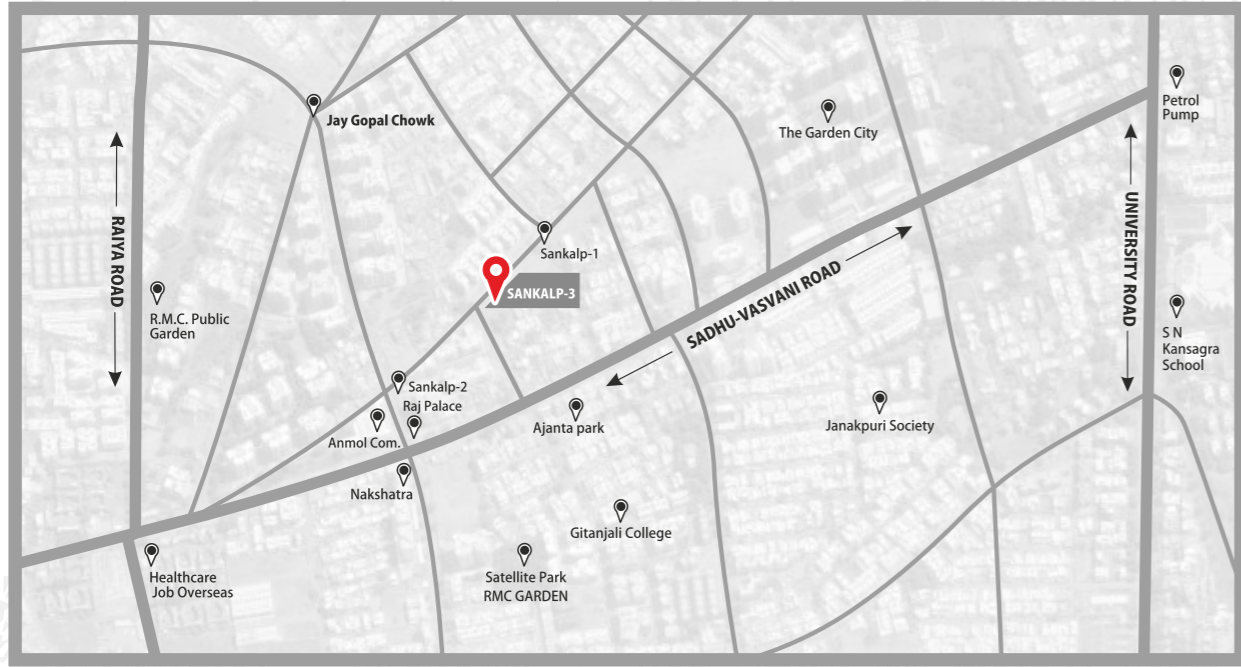 Petrol
Pump
Jay Gopal Chowk
The Garden City
RAIYA ROAD
UNIVERSITY ROAD
Sankalp-1
SADHU-VASVANI ROAD
SANKALP-3
R.M.C. Public
Garden
S N
Kansagra
School
Sankalp-2
Raj Palace
Anmol Com.
Ajanta park
Janakpuri Society
Nakshatra
Gitanjali College
Healthcare
Job Overseas
Satellite Park
RMC GARDEN